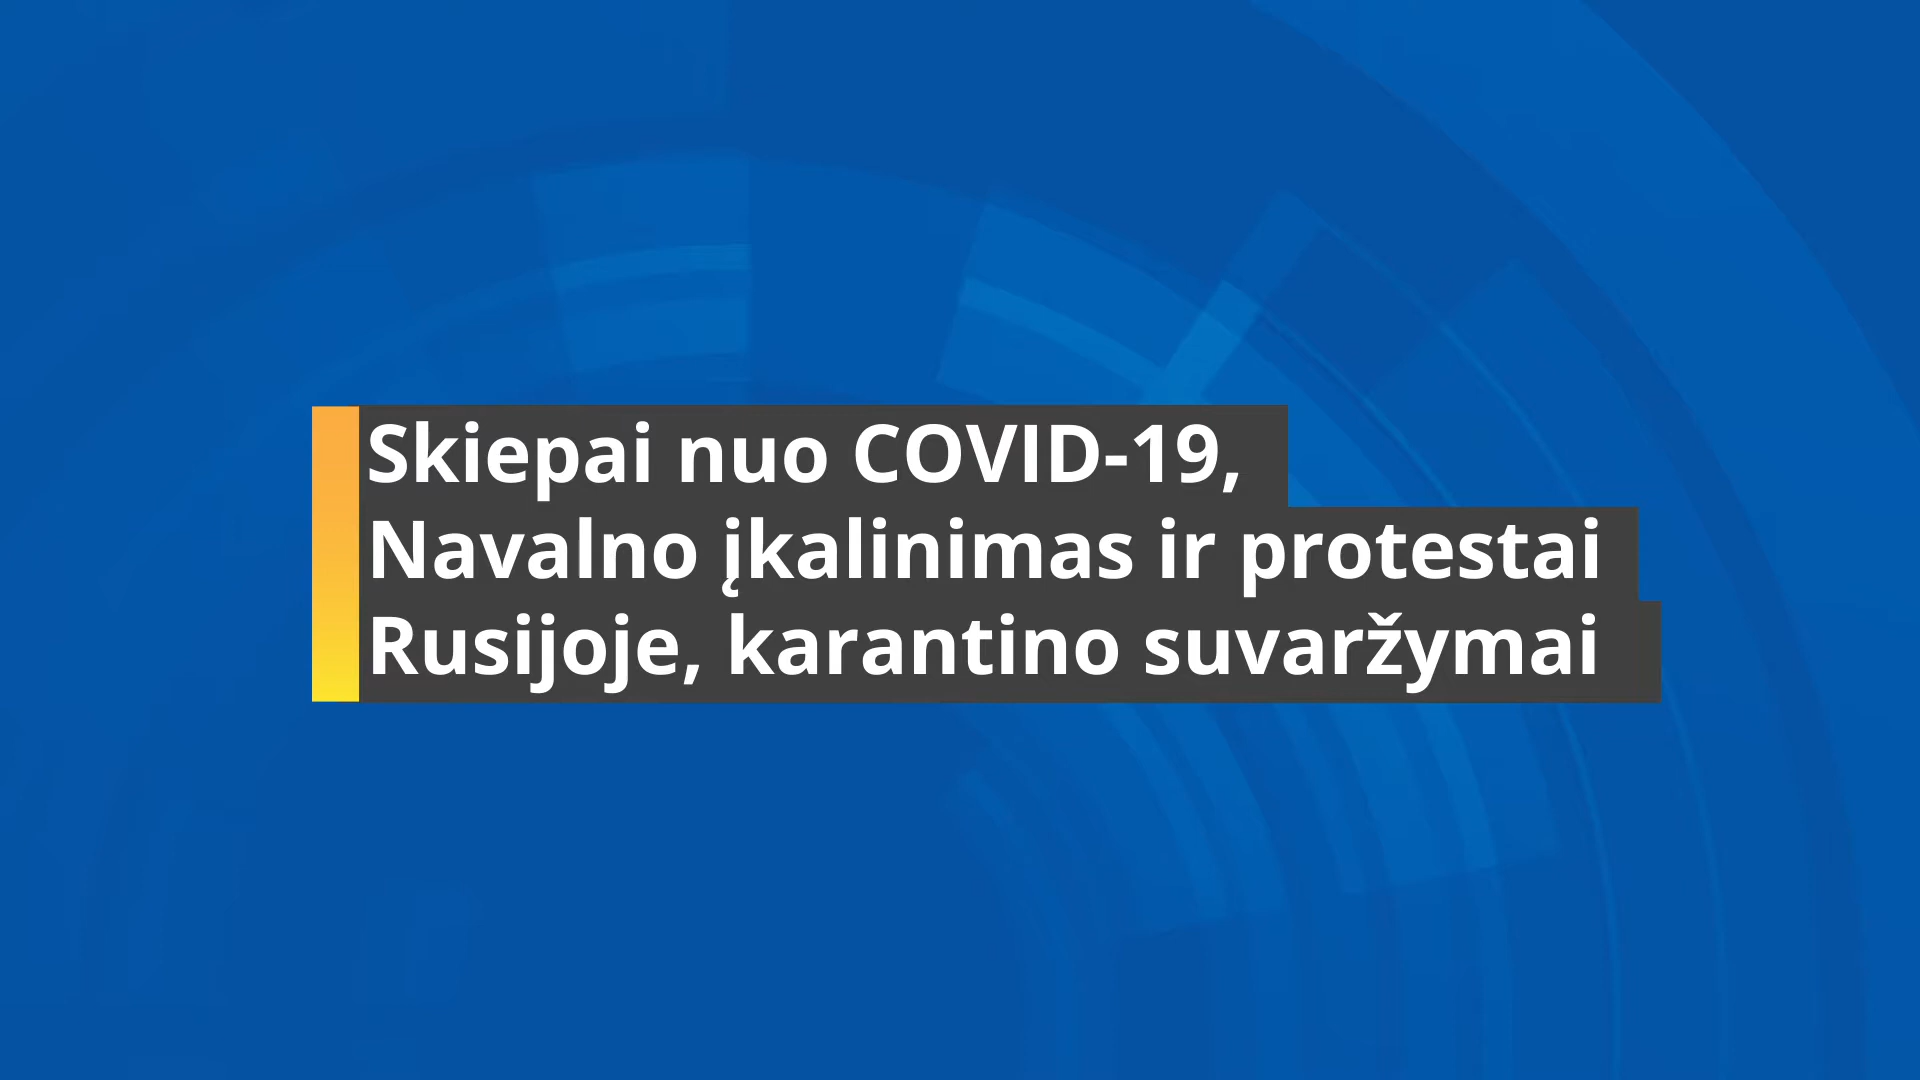 Skiepai nuo COVID-19,
Navalno įkalinimas ir protestai
Rusijoje, karantino suvaržymai